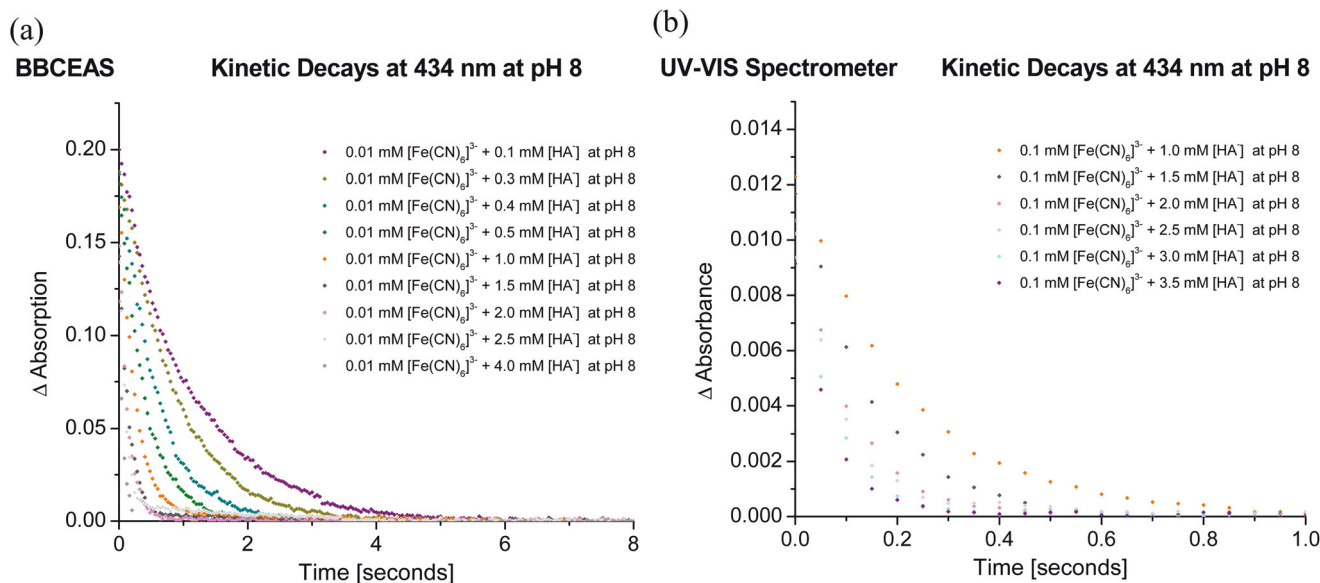 (a)
BBCEAS Kinetic Decays at 434 nm at pH 8
0.20
0.15
0.10
0.05
0.00
Δ Absorption
0.01 mM [Fe(CN)₆]³⁻ + 0.1 mM [HA⁻] at pH 8
0.01 mM [Fe(CN)₆]³⁻ + 0.3 mM [HA⁻] at pH 8
0.01 mM [Fe(CN)₆]³⁻ + 0.4 mM [HA⁻] at pH 8
0.01 mM [Fe(CN)₆]³⁻ + 0.5 mM [HA⁻] at pH 8
0.01 mM [Fe(CN)₆]³⁻ + 1.0 mM [HA⁻] at pH 8
0.01 mM [Fe(CN)₆]³⁻ + 1.5 mM [HA⁻] at pH 8
0.01 mM [Fe(CN)₆]³⁻ + 2.0 mM [HA⁻] at pH 8
0.01 mM [Fe(CN)₆]³⁻ + 2.5 mM [HA⁻] at pH 8
0.01 mM [Fe(CN)₆]³⁻ + 4.0 mM [HA⁻] at pH 8
0 2 4 6 8
Time [seconds]
(b)
UV-VIS Spectrometer Kinetic Decays at 434 nm at pH 8
0.014
0.012
0.010
0.008
0.006
0.004
0.002
0.000
Δ Absorbance
0.1 mM [Fe(CN)₆]³⁻ + 1.0 mM [HA⁻] at pH 8
0.1 mM [Fe(CN)₆]³⁻ + 1.5 mM [HA⁻] at pH 8
0.1 mM [Fe(CN)₆]³⁻ + 2.0 mM [HA⁻] at pH 8
0.1 mM [Fe(CN)₆]³⁻ + 2.5 mM [HA⁻] at pH 8
0.1 mM [Fe(CN)₆]³⁻ + 3.0 mM [HA⁻] at pH 8
0.1 mM [Fe(CN)₆]³⁻ + 3.5 mM [HA⁻] at pH 8
0.0 0.2 0.4 0.6 0.8 1.0
Time [seconds]